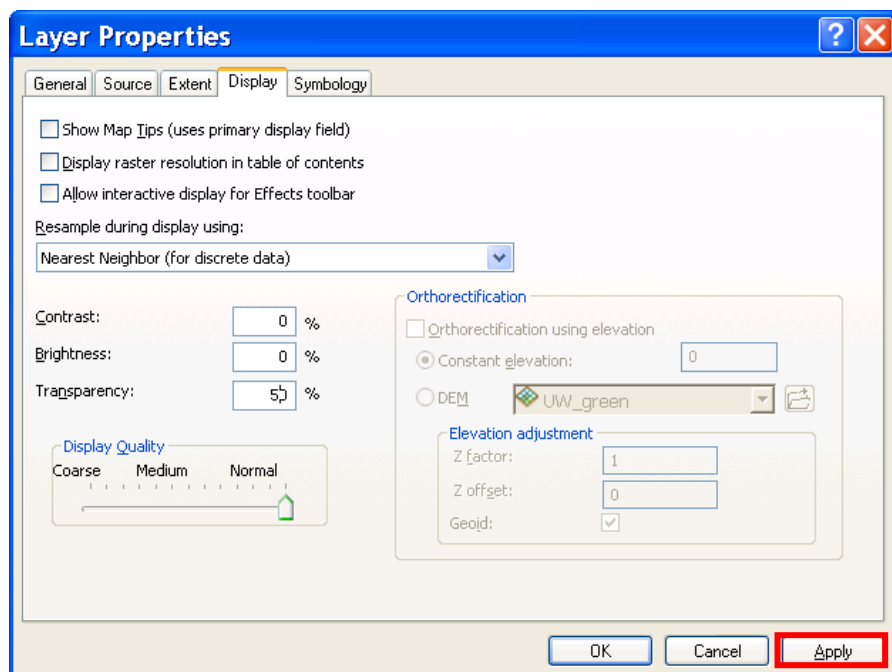 Layer Properties
General Source Extent Display Symbology
Show Map Tips (uses primary display field)
Display raster resolution in table of contents
Allow interactive display for Effects toolbar
Resample during display using:
Nearest Neighbor (for discrete data)
Contrast: 0 %
Brightness: 0 %
Transparency: %
Display Quality
Coarse Medium Normal
Orthorectification
Orthorectification using elevation
Constant elevation: 0
DEM UW_green
Elevation adjustment
Z factor: 1
Z offset: 0
Geoid:
OK Cancel Apply